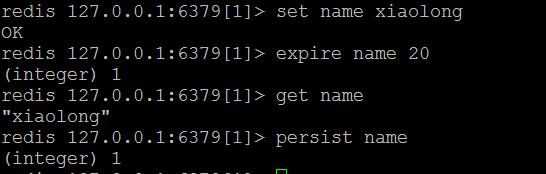 redis 127.0.0.1:6379[1]> set name xiaolong
OK
redis 127.0.0.1:6379[1]> expire name 20
(integer) 1
redis 127.0.0.1:6379[1]> get name
"xiaolong"
redis 127.0.0.1:6379[1]> persist name
(integer) 1